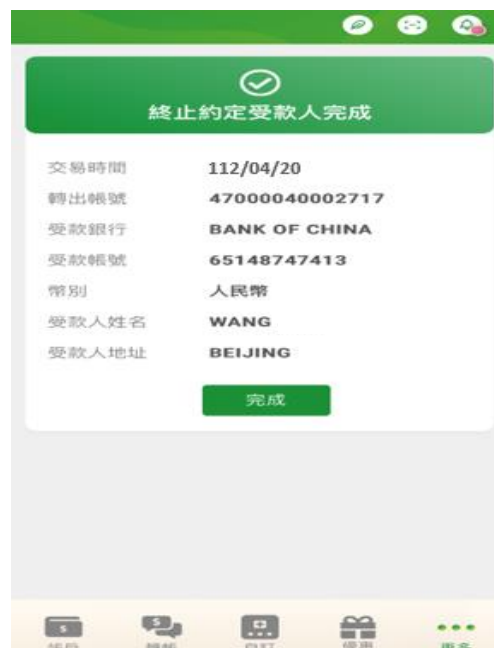 終止約定受款人完成
交易時間 112/04/20
轉出帳號 47000040002717
受款銀行 BANK OF CHINA
受款帳號 65148747413
幣別 人民幣
受款人姓名 WANG
受款人地址 BEIJING
完成